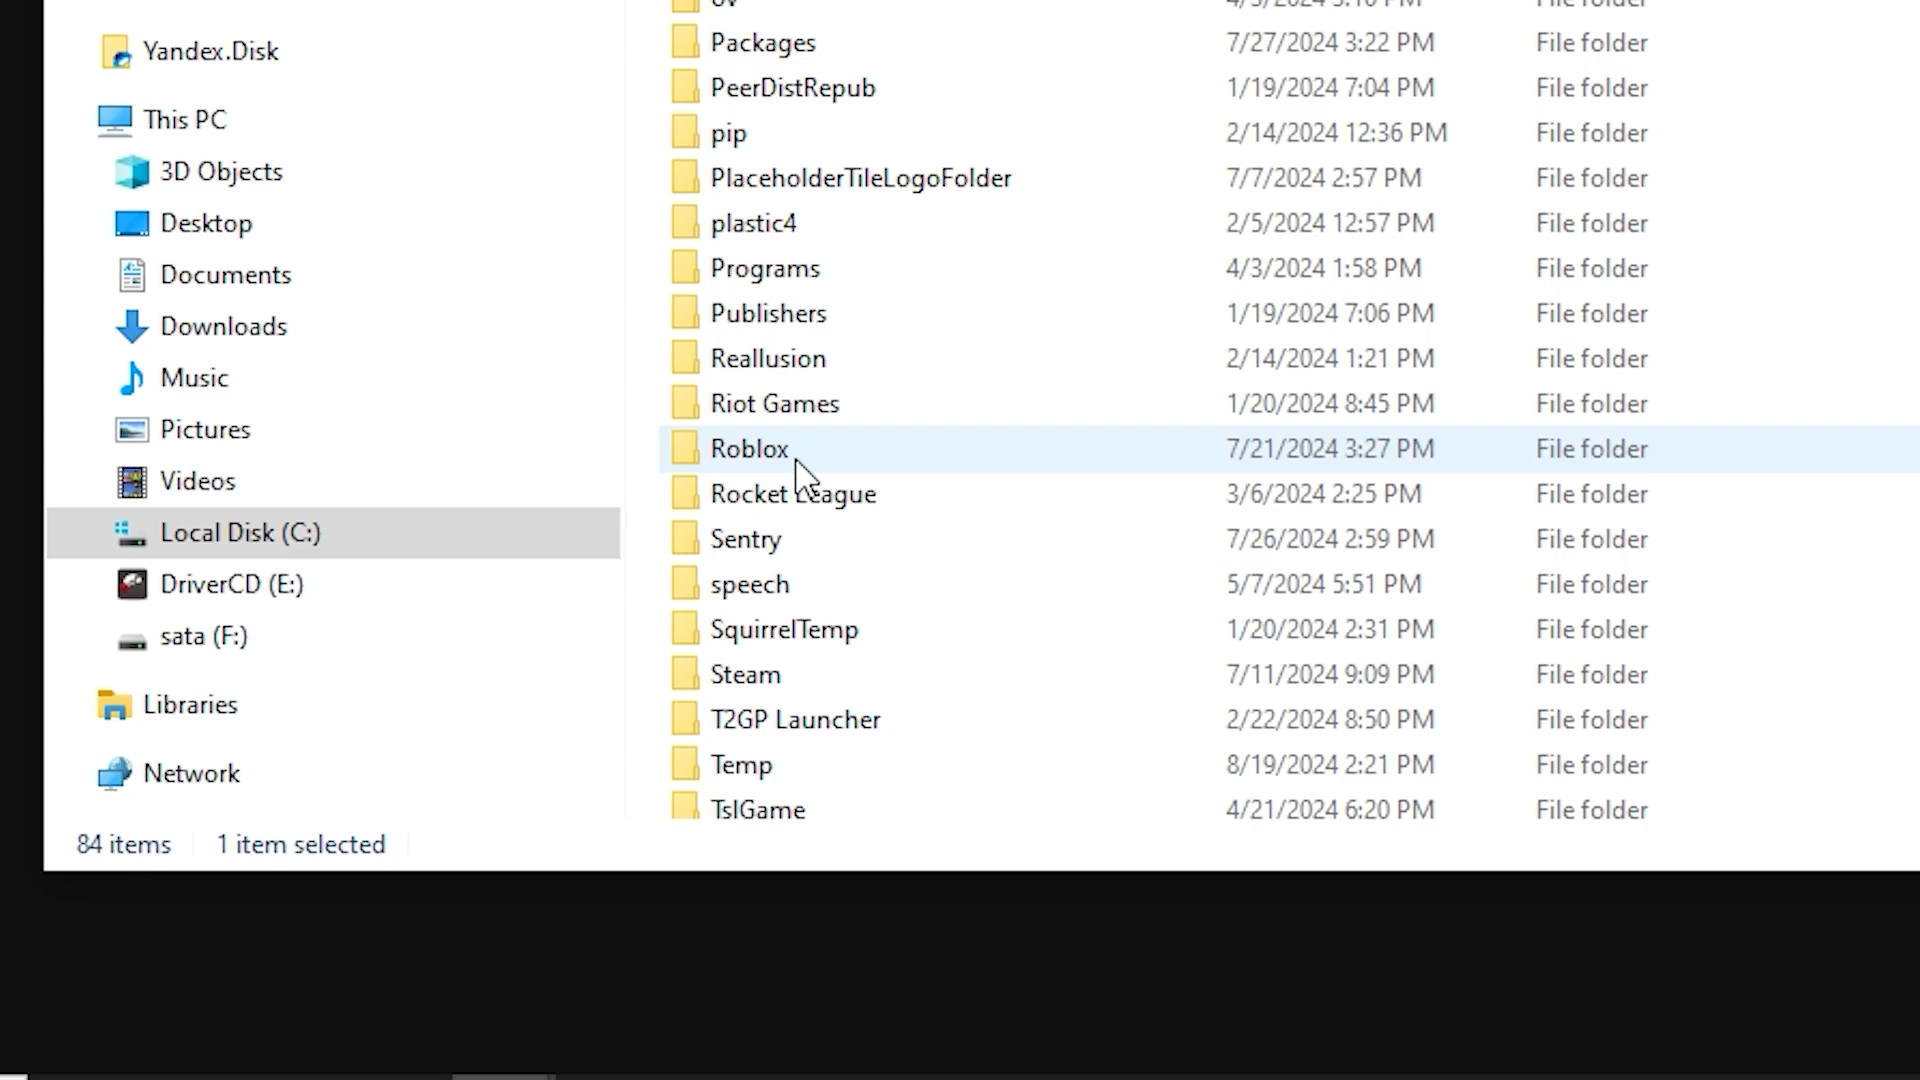 Yandex.Disk
This PC
3D Objects
Desktop
Documents
Downloads
Music
Pictures
Videos
Local Disk (C:)
DriverCD (E:)
sata (F:)
Libraries
Network
Packages 7/27/2024 3:22 PM File folder
PeerDistRepub 1/19/2024 7:04 PM File folder
pip 2/14/2024 12:36 PM File folder
PlaceholderTileLogoFolder 7/7/2024 2:57 PM File folder
plastic4 2/5/2024 12:57 PM File folder
Programs 4/3/2024 1:58 PM File folder
Publishers 1/19/2024 7:06 PM File folder
Reallusion 2/14/2024 1:21 PM File folder
Riot Games 1/20/2024 8:45 PM File folder
Roblox 7/21/2024 3:27 PM File folder
Rocket League 3/6/2024 2:25 PM File folder
Sentry 7/26/2024 2:59 PM File folder
speech 5/7/2024 5:51 PM File folder
SquirrelTemp 1/20/2024 2:31 PM File folder
Steam 7/11/2024 9:09 PM File folder
T2GP Launcher 2/22/2024 8:50 PM File folder
Temp 8/19/2024 2:21 PM File folder
TslGame 4/21/2024 6:20 PM File folder
84 items 1 item selected